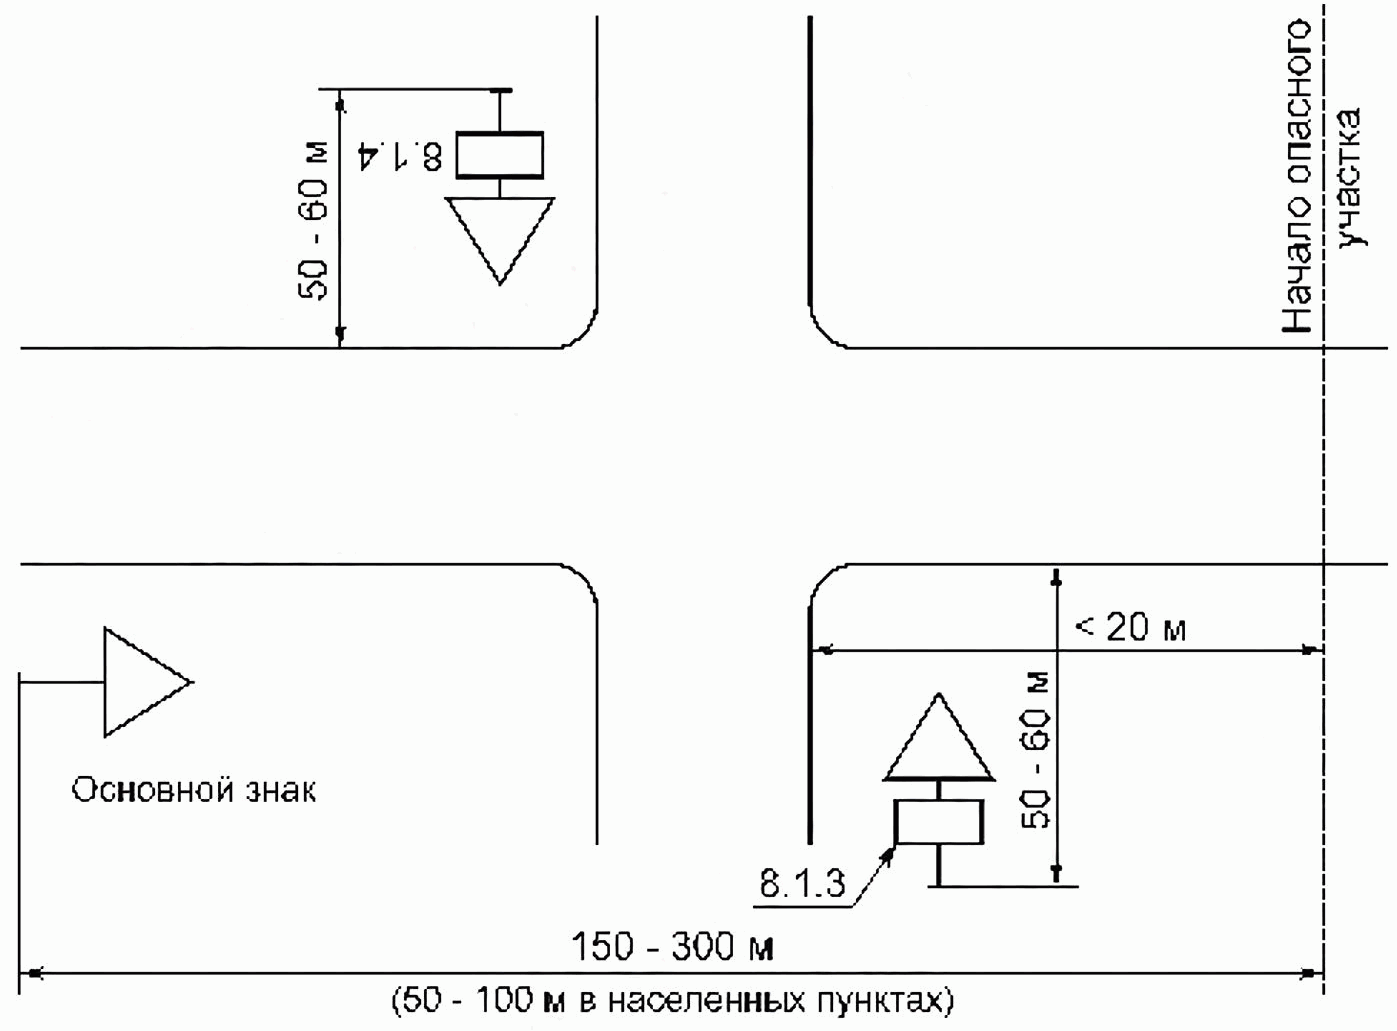 50 - 60 м
8.1.4
Начало опасного
участка
< 20 м
50 - 60 м
Основной знак
8.1.3
150 - 300 м
(50 - 100 м в населенных пунктах)